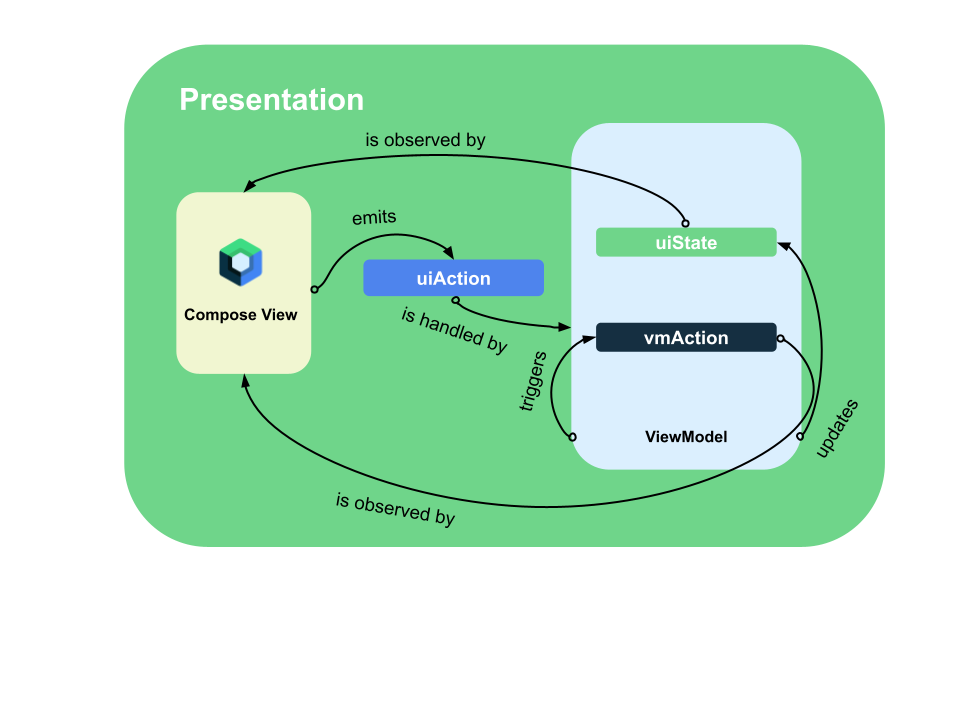 Presentation
is observed by
emits
uiState
uiAction
Compose View
is handled by
vmAction
triggers
ViewModel
updates
is observed by